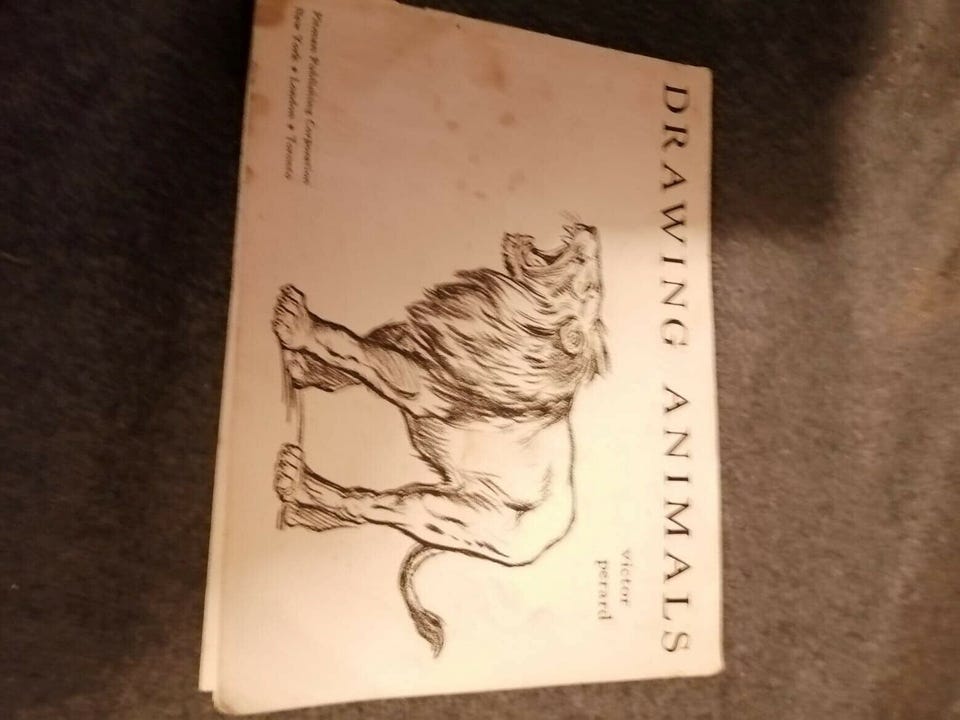 DRAWING ANIMALS
victor
perard
Pitman Publishing Corporation
New York • London • Toronto